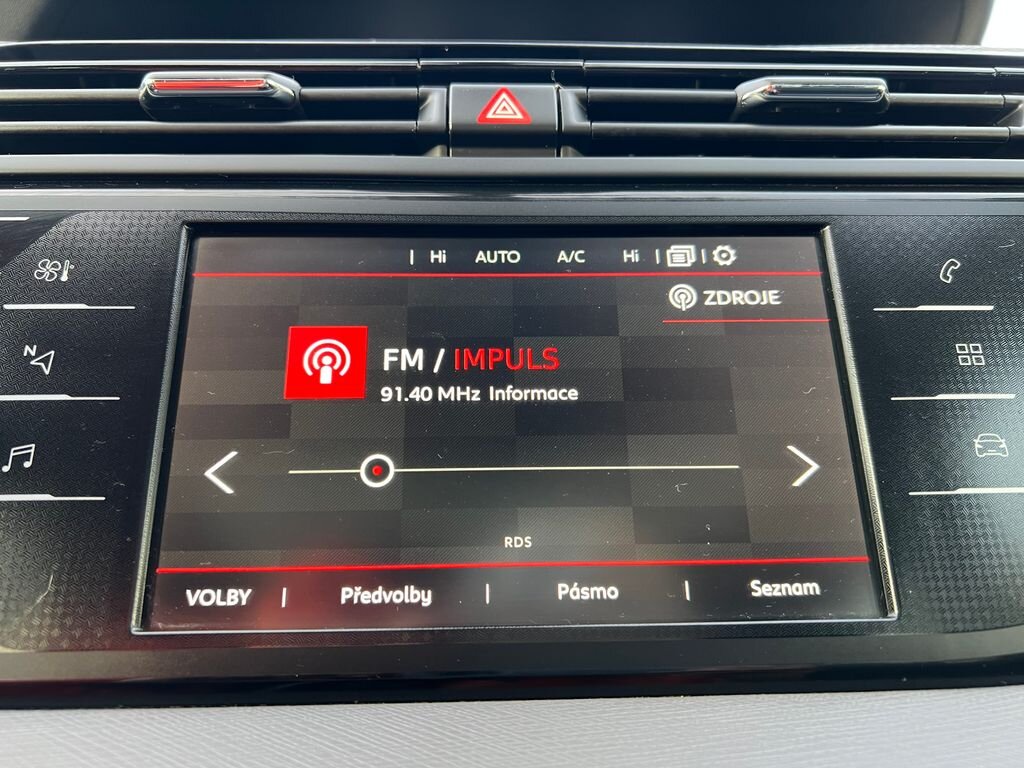 Hi AUTO A/C Hi
ZDROJE
N
FM / IMPULS
91.40 MHz Informace
RDS
VOLBY Předvolby Pásmo Seznam